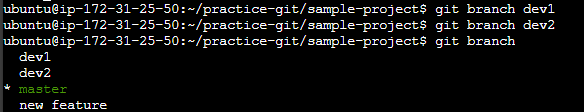 ubuntu@ip-172-31-25-50:~/practice-git/sample-project$ git branch dev1
ubuntu@ip-172-31-25-50:~/practice-git/sample-project$ git branch dev2
ubuntu@ip-172-31-25-50:~/practice-git/sample-project$ git branch
dev1
dev2
* master
new feature